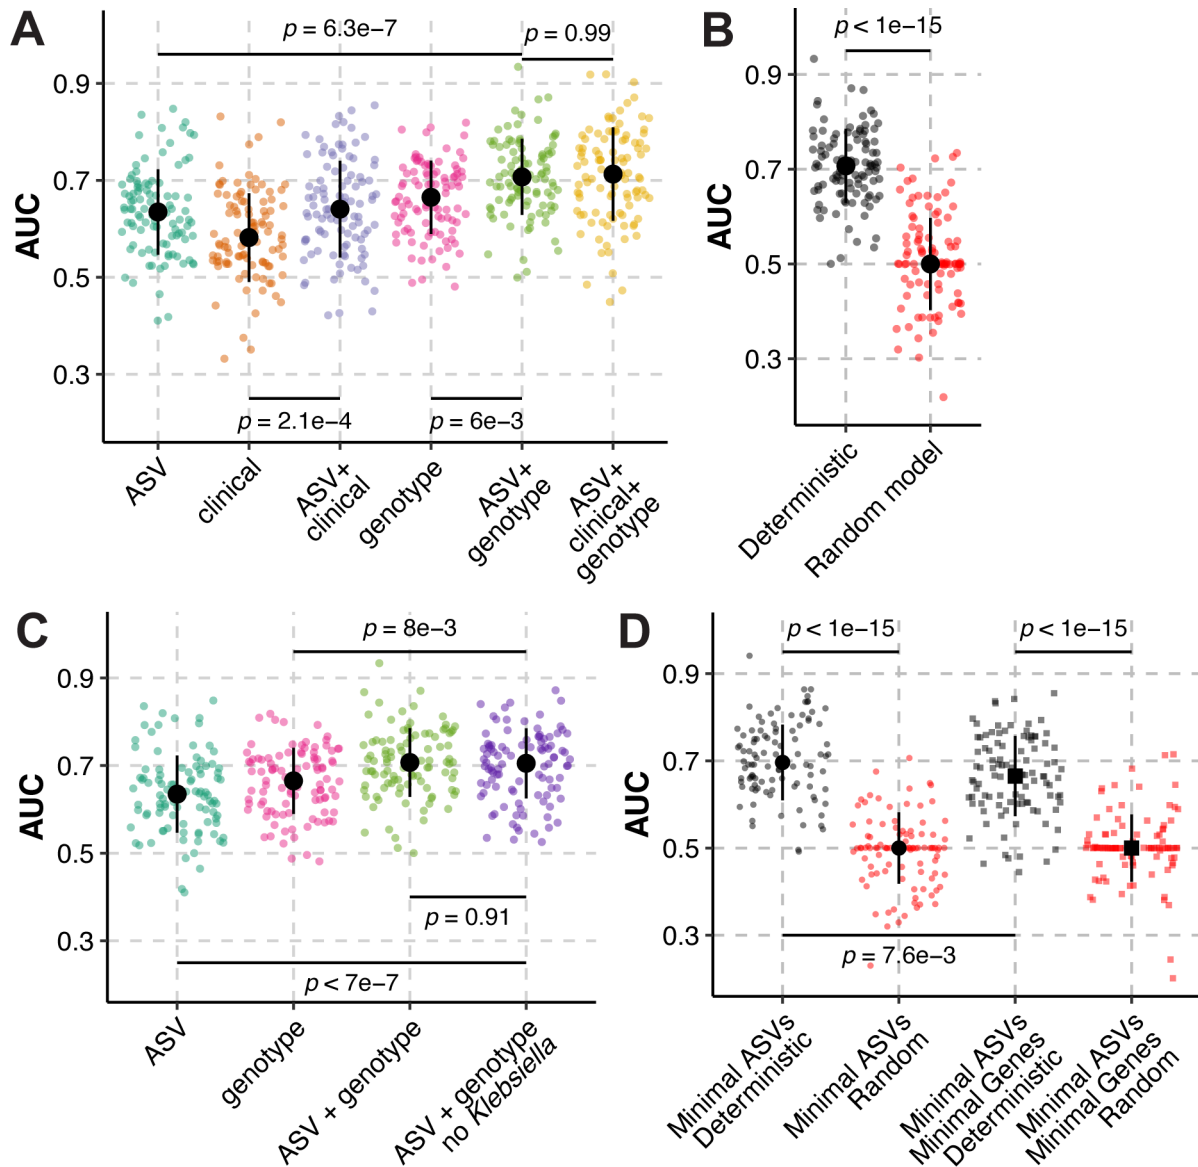 A
p = 6.3e−7
p = 0.99
AUC
0.9
0.7
0.5
0.3
p = 2.1e−4
p = 6e−3
ASV
clinical
ASV+
clinical
genotype
ASV+
genotype
ASV+
clinical+
genotype
B
p < 1e−15
AUC
0.9
0.7
0.5
0.3
Deterministic
Random model
C
p = 8e−3
AUC
0.9
0.7
0.5
0.3
p = 0.91
p < 7e−7
ASV
genotype
ASV + genotype
ASV + genotype
no Klebsiella
D
p < 1e−15
p < 1e−15
AUC
0.9
0.7
0.5
0.3
p = 7.6e−3
Minimal ASVs
Deterministic
Minimal ASVs
Random
Minimal ASVs
Minimal Genes
Deterministic
Minimal ASVs
Minimal Genes
Random